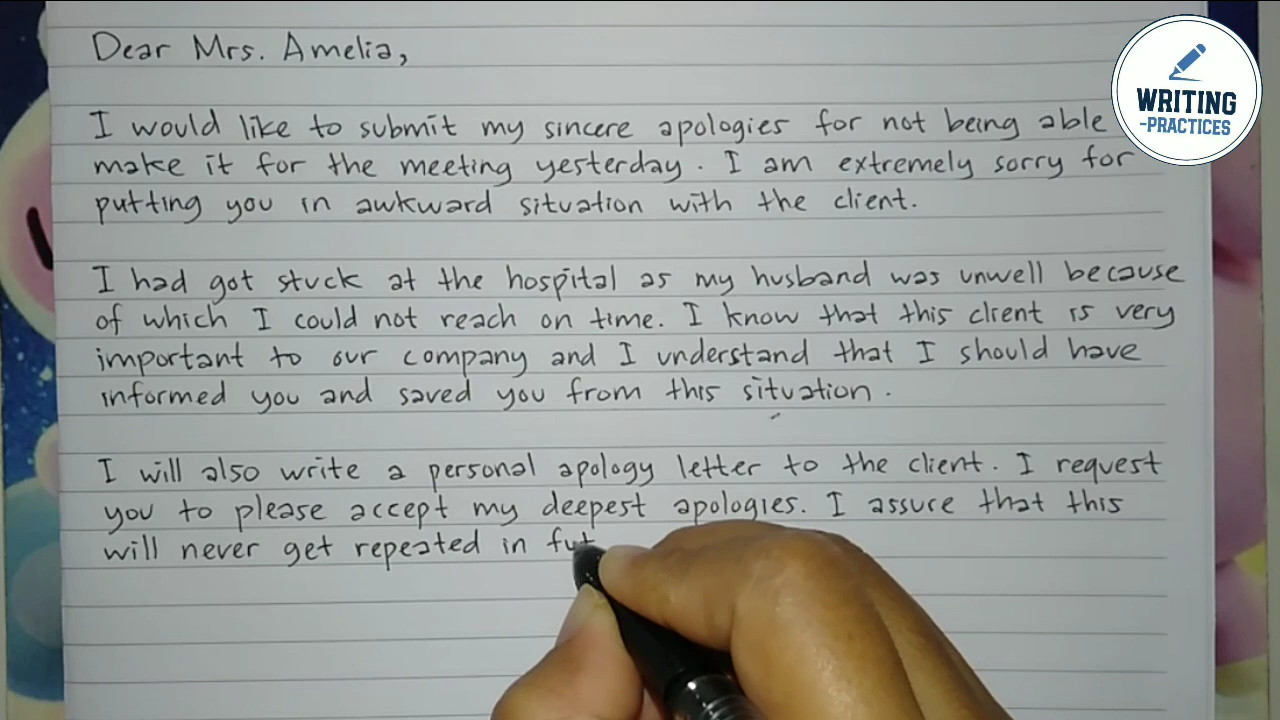 Dear Mrs. Amelia,
I would like to submit my sincere apologies for not being able
make it for the meeting yesterday. I am extremely sorry for
putting you in awkward situation with the client.
I had got stuck at the hospital as my husband was unwell because
of which I could not reach on time. I know that this client is very
important to our company and I understand that I should have
informed you and saved you from this situation.
I will also write a personal apology letter to the client. I request
you to please accept my deepest apologies. I assure that this
will never get repeated in fut
WRITING
-PRACTICES